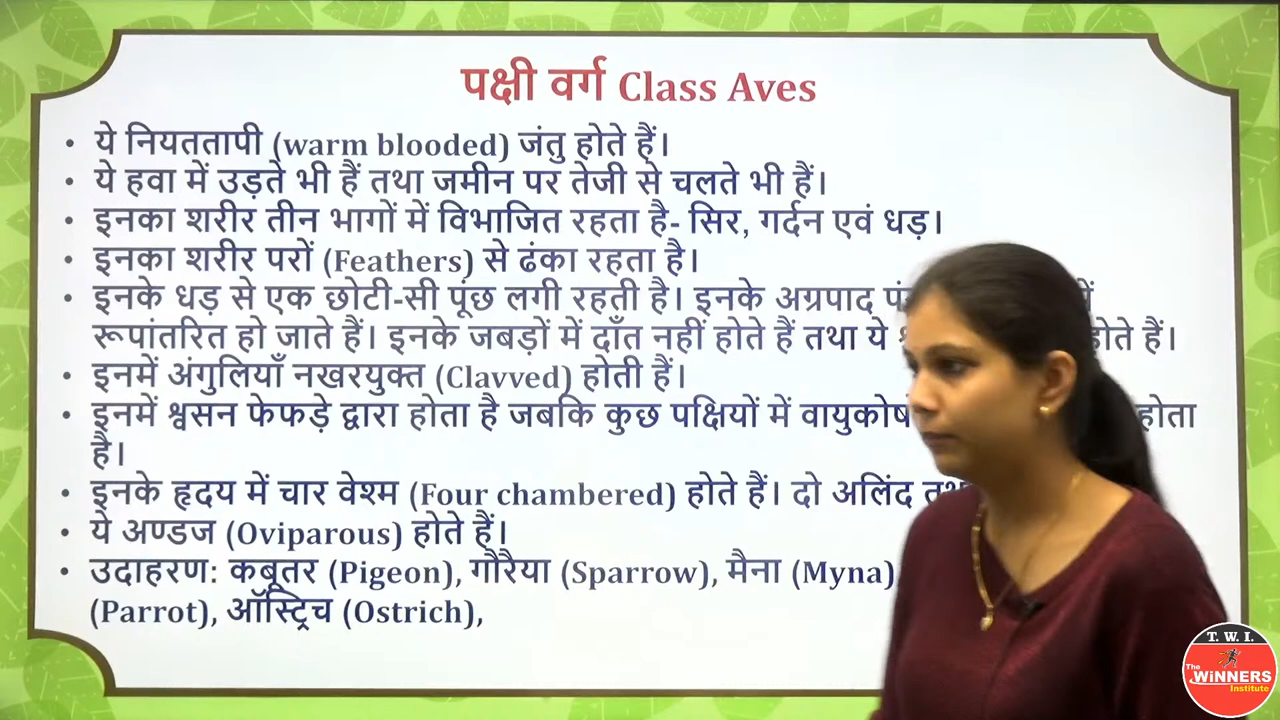 पक्षी वर्ग Class Aves
• ये नियततापी (warm blooded) जंतु होते हैं।
• ये हवा में उड़ते भी हैं तथा जमीन पर तेजी से चलते भी हैं।
• इनका शरीर तीन भागों में विभाजित रहता है- सिर, गर्दन एवं धड़।
• इनका शरीर परों (Feathers) से ढंका रहता है।
• इनके धड़ से एक छोटी-सी पूंछ लगी रहती है। इनके अग्रपाद
रूपांतरित हो जाते हैं। इनके जबड़ों में दाँत नहीं होते हैं तथा ये होते हैं।
• इनमें अंगुलियाँ नखरयुक्त (Clavved) होती हैं।
• इनमें श्वसन फेफड़े द्वारा होता है जबकि कुछ पक्षियों में वायुकोष होता
है।
• इनके हृदय में चार वेश्म (Four chambered) होते हैं। दो अलिंद
• ये अण्डज (Oviparous) होते हैं।
• उदाहरण: कबूतर (Pigeon), गौरैया (Sparrow), मैना (Myna)
(Parrot), ऑस्ट्रिच (Ostrich),
T. W. I.
The
WiNNERS
Institute